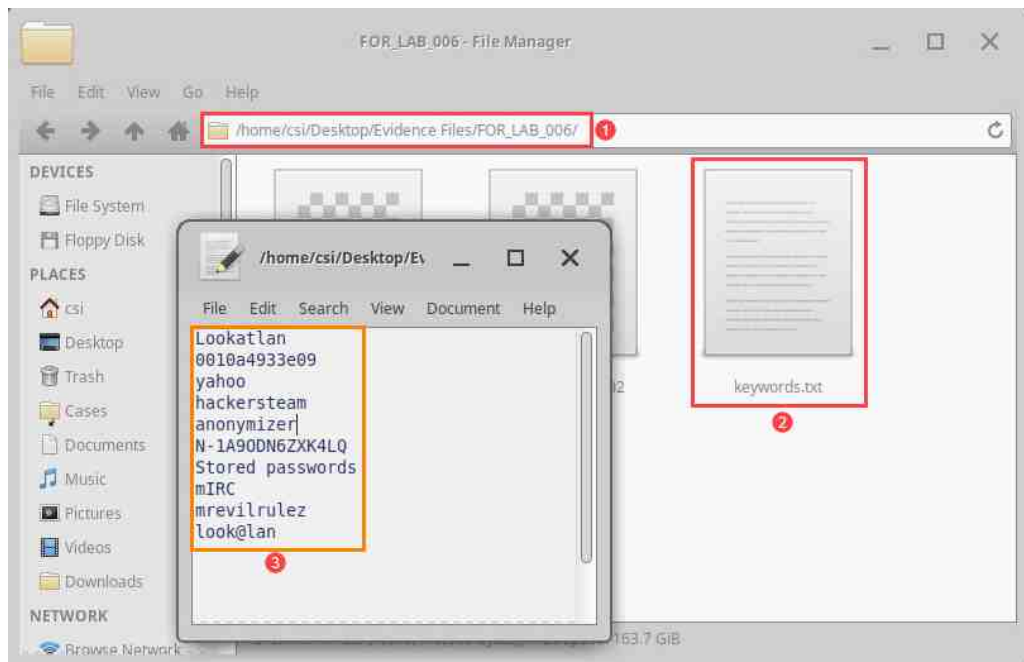 FOR_LAB_006 - File Manager
File Edit View Go Help
/home/csi/Desktop/Evidence Files/FOR_LAB_006/ 1
DEVICES
File System
Floppy Disk
PLACES
csi
Desktop
Trash
Cases
Documents
Music
Pictures
Videos
Downloads
NETWORK
Browse Network
/home/csi/Desktop/Ev
File Edit Search View Document Help
Lookatlan
0010a4933e09
yahoo
hackersteam
anonymizer
N-1A9ODN6ZXK4LQ
Stored passwords
mIRC
mrevilrulez
look@lan
3
keywords.txt
2
163.7 GiB